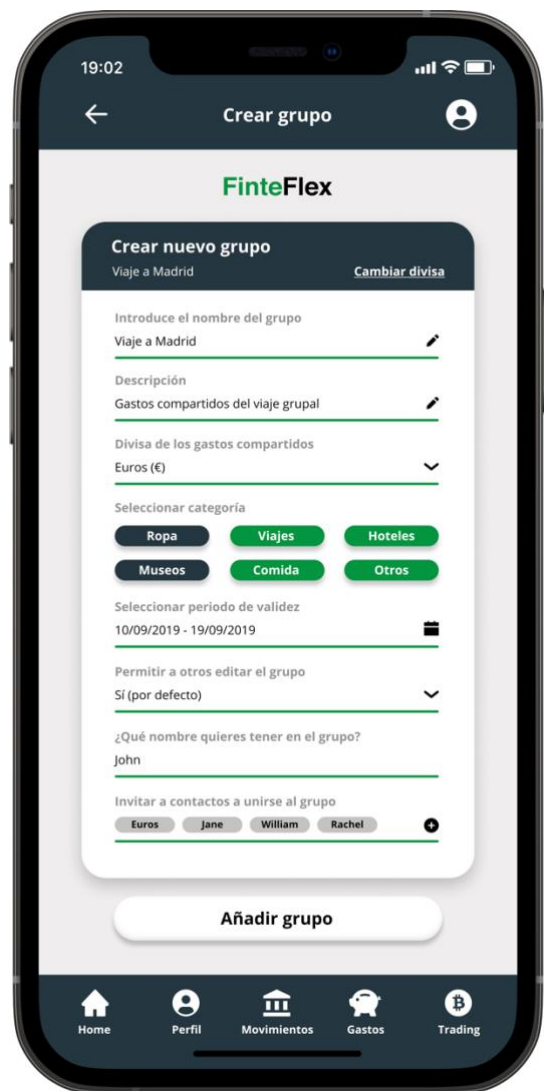 19:02
Crear grupo
FinteFlex
Crear nuevo grupo
Viaje a Madrid
Cambiar divisa
Introduce el nombre del grupo
Viaje a Madrid
Descripción
Gastos compartidos del viaje grupal
Divisa de los gastos compartidos
Euros (€)
Seleccionar categoría
Ropa Viajes Hoteles
Museos Comida Otros
Seleccionar periodo de validez
10/09/2019 - 19/09/2019
Permitir a otros editar el grupo
Sí (por defecto)
¿Qué nombre quieres tener en el grupo?
John
Invitar a contactos a unirse al grupo
Euros Jane William Rachel
Añadir grupo
Home Perfil Movimientos Gastos Trading